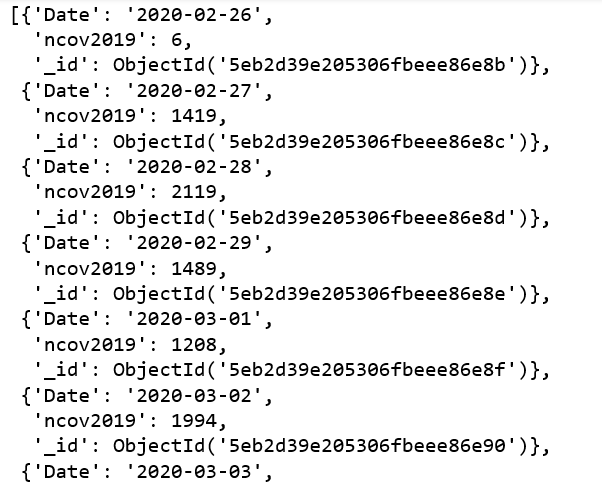 [{'Date': '2020-02-26',
'ncov2019': 6,
'_id': ObjectId('5eb2d39e205306fbeee86e8b')},
{'Date': '2020-02-27',
'ncov2019': 1419,
'_id': ObjectId('5eb2d39e205306fbeee86e8c')},
{'Date': '2020-02-28',
'ncov2019': 2119,
'_id': ObjectId('5eb2d39e205306fbeee86e8d')},
{'Date': '2020-02-29',
'ncov2019': 1489,
'_id': ObjectId('5eb2d39e205306fbeee86e8e')},
{'Date': '2020-03-01',
'ncov2019': 1208,
'_id': ObjectId('5eb2d39e205306fbeee86e8f')},
{'Date': '2020-03-02',
'ncov2019': 1994,
'_id': ObjectId('5eb2d39e205306fbeee86e90')},
{'Date': '2020-03-03',